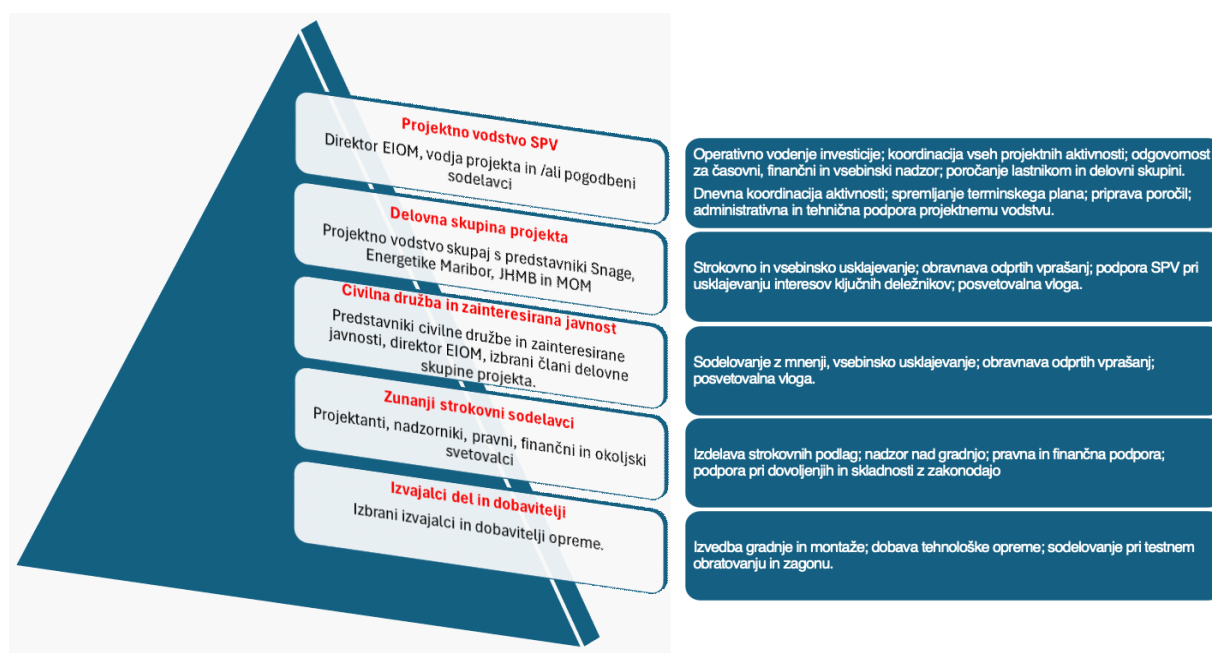 Projektno vodstvo SPV
Direktor EIOM, vodja projekta in /ali pogodbeni
sodelavci
Operativno vodenje investicije; koordinacija vseh projektnih aktivnosti; odgovornost
za časovni, finančni in vsebinski nadzor; poročanje lastnikom in delovni skupini.
Dnevna koordinacija aktivnosti; spremljanje terminskega plana; priprava poročil;
administrativna in tehnična podpora projektnemu vodstvu.
Delovna skupina projekta
Projektno vodstvo skupaj s predstavniki Snage,
Energetike Maribor, JHMB in MOM
Strokovno in vsebinsko usklajevanje; obravnava odprtih vprašanj; podpora SPV pri
usklajevanju interesov ključnih deležnikov; posvetovalna vloga.
Civilna družba in zainteresirana javnost
Predstavniki civilne družbe in zainteresirane
javnosti, direktor EIOM, izbrani člani delovne
skupine projekta.
Sodelovanje z mnenji, vsebinsko usklajevanje; obravnava odprtih vprašanj;
posvetovalna vloga.
Zunanji strokovni sodelavci
Projektanti, nadzorniki, pravni, finančni in okoljski
svetovalci
Izdelava strokovnih podlag; nadzor nad gradnjo; pravna in finančna podpora;
podpora pri dovoljenjih in skladnosti z zakonodajo
Izvajalci del in dobavitelji
Izbrani izvajalci in dobavitelji opreme.
Izvedba gradnje in montaže; dobava tehnološke opreme; sodelovanje pri testnem
obratovanju in zagonu.